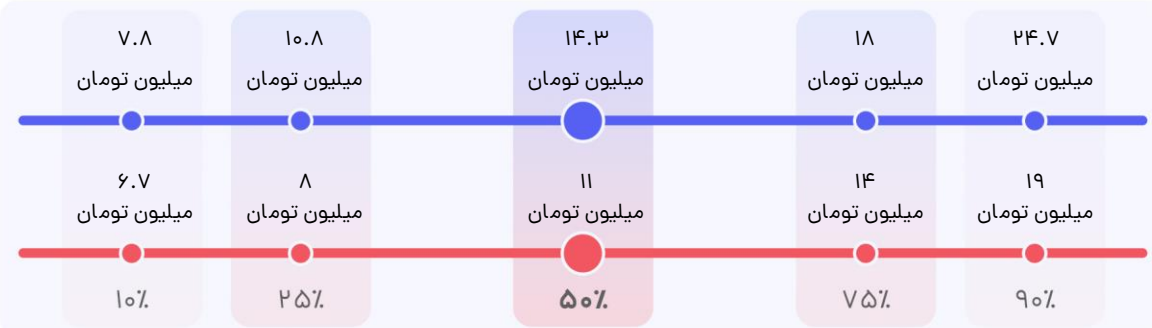 ۷.۸
۱۰.۸
۱۴.۳
۱۸
۲۴.۷
میلیون تومان
میلیون تومان
میلیون تومان
میلیون تومان
میلیون تومان
۶.۷
۸
۱۱
۱۴
۱۹
میلیون تومان
میلیون تومان
میلیون تومان
میلیون تومان
میلیون تومان
۱۰٪
۲۵٪
۵۰٪
۷۵٪
۹۰٪